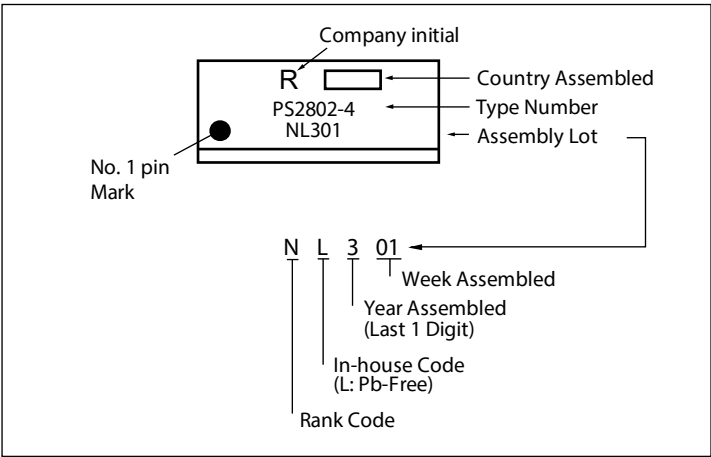 Company initial
R
Country Assembled
PS2802-4
Type Number
NL301
Assembly Lot
No. 1 pin
Mark
N L 3 01
Week Assembled
Year Assembled
(Last 1 Digit)
In-house Code
(L: Pb-Free)
Rank Code